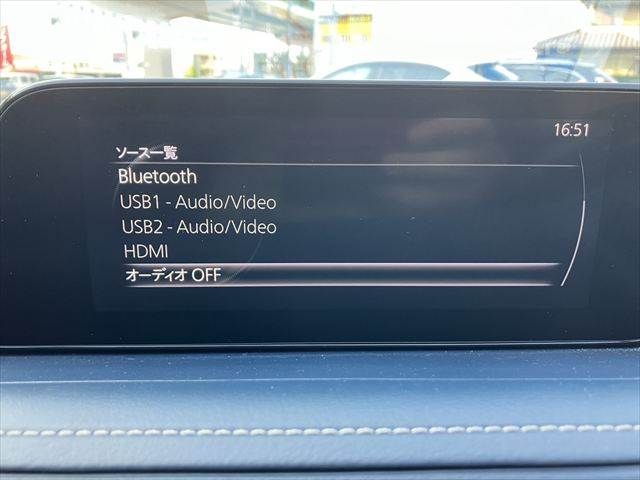 16:51
ソース一覧
Bluetooth
USB1 - Audio/Video
USB2 - Audio/Video
HDMI
オーディオ OFF